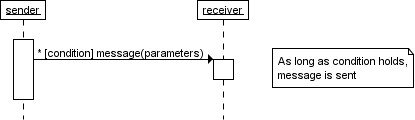 sender
receiver
* [condition] message(parameters)
As long as condition holds,
message is sent